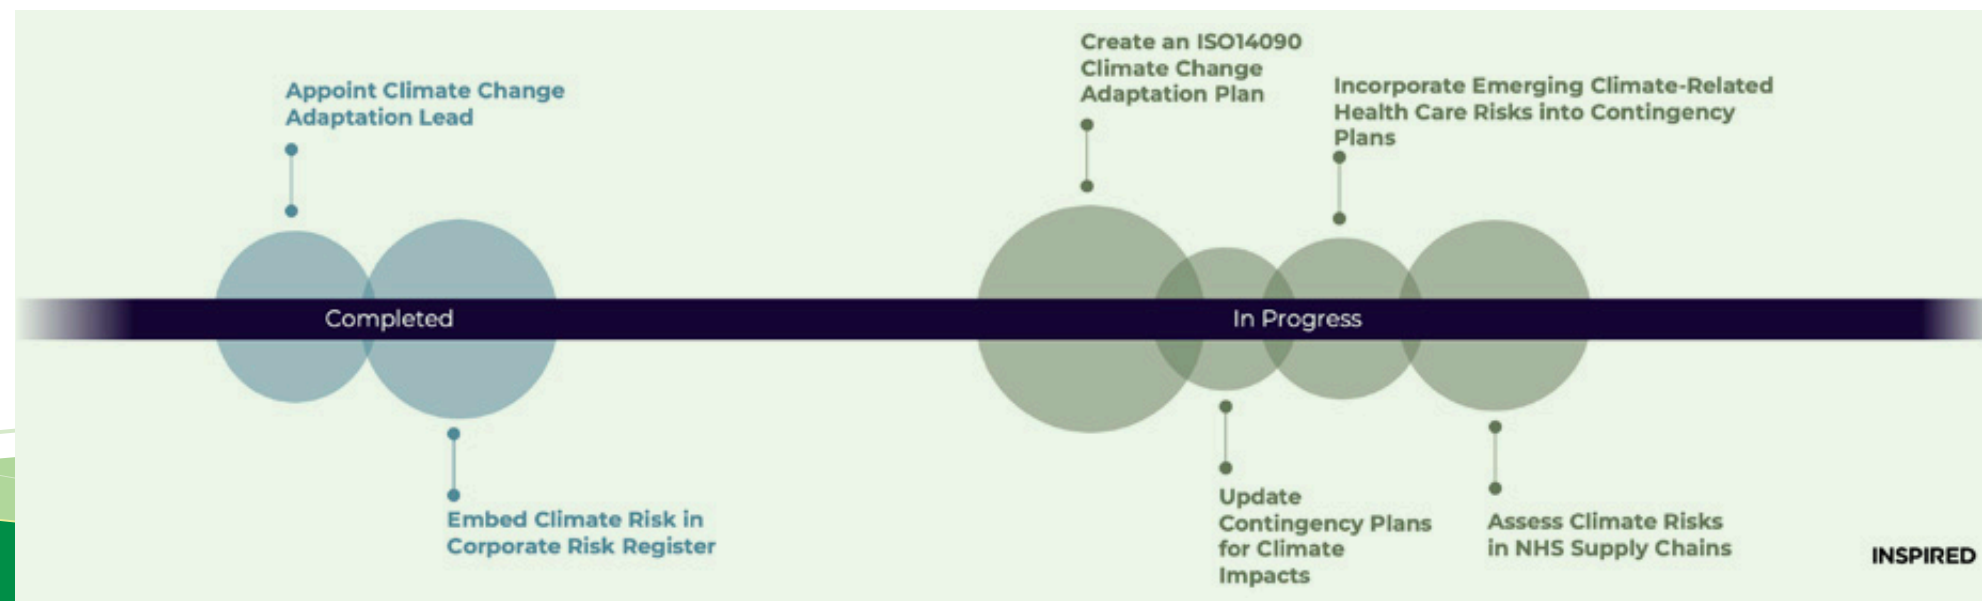 Appoint Climate Change
Adaptation Lead
Create an ISO14090
Climate Change
Adaptation Plan
Incorporate Emerging Climate-Related
Health Care Risks into Contingency
Plans
Completed
In Progress
Embed Climate Risk in
Corporate Risk Register
Update
Contingency Plans
for Climate
Impacts
Assess Climate Risks
in NHS Supply Chains
INSPIRED